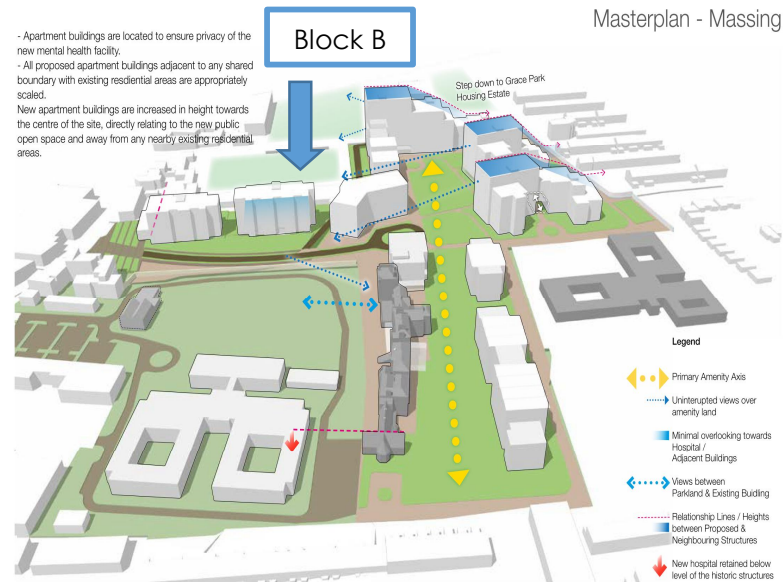 Masterplan - Massing
- Apartment buildings are located to ensure privacy of the
new mental health facility.
- All proposed apartment buildings adjacent to any shared
boundary with existing resdiential areas are appropriately
scaled.
New apartment buildings are increased in height towards
the centre of the site, directly relating to the new public
open space and away from any nearby existing residential
areas.
Block B
Step down to Grace Park
Housing Estate
Legend
Primary Amenity Axis
Uninterupted views over
amenity land
Minimal overlooking towards
Hospital /
Adjacent Buildings
Views between
Parkland & Existing Buidling
Relationship Lines / Heights
between Proposed &
Neighbouring Structures
New hospital retained below
level of the historic structures